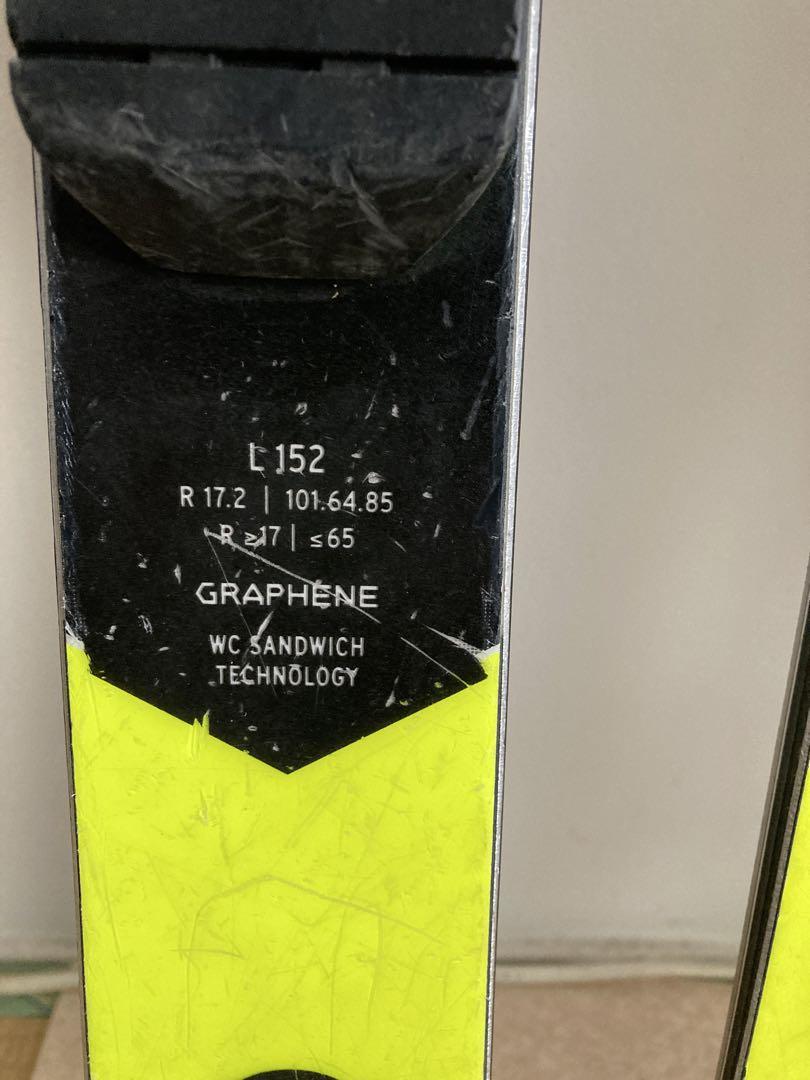 L 152
R 17.2 | 101.64.85
R ≥17 | ≤65
GRAPHENE
WC SANDWICH
TECHNOLOGY